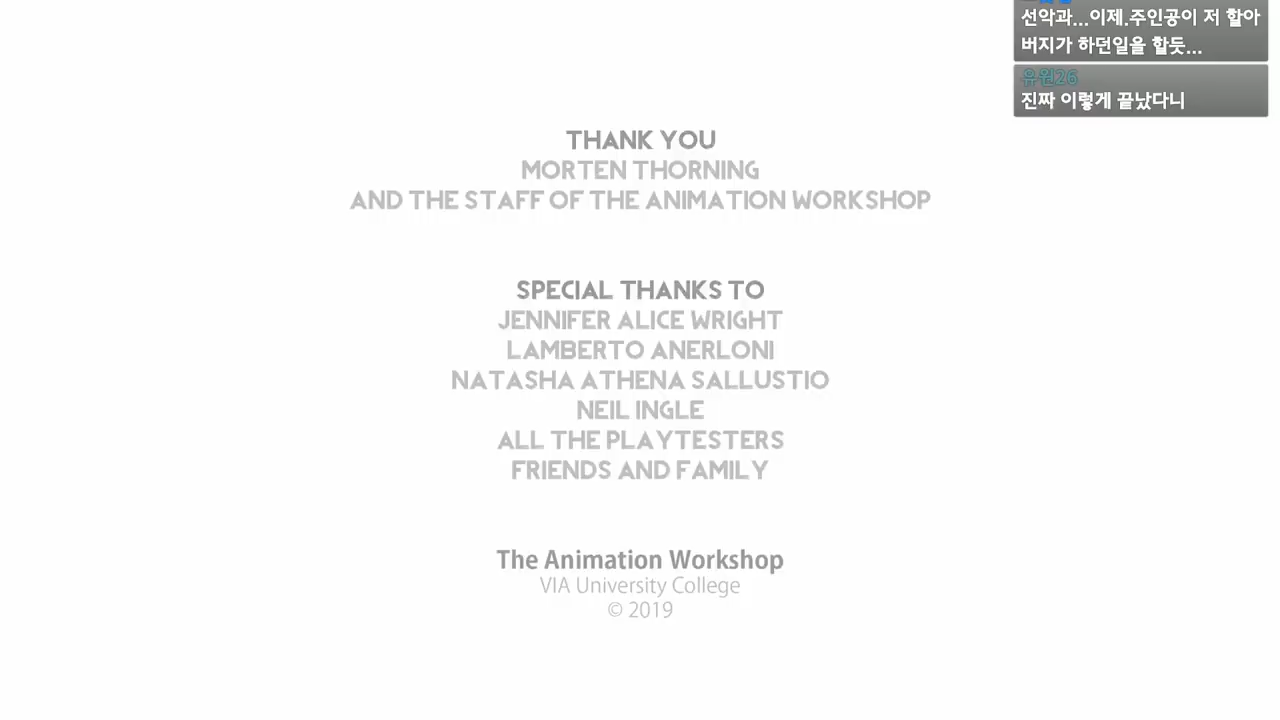 THANK YOU
MORTEN THORNING
AND THE STAFF OF THE ANIMATION WORKSHOP
SPECIAL THANKS TO
JENNIFER ALICE WRIGHT
LAMBERTO ANERLONI
NATASHA ATHENA SALLUSTIO
NEIL INGLE
ALL THE PLAYTESTERS
FRIENDS AND FAMILY
The Animation Workshop
VIA University College
© 2019
선악과...이제.주인공이 저 할아
버지가 하던일을 할듯...
유원26
진짜 이렇게 끝났다니